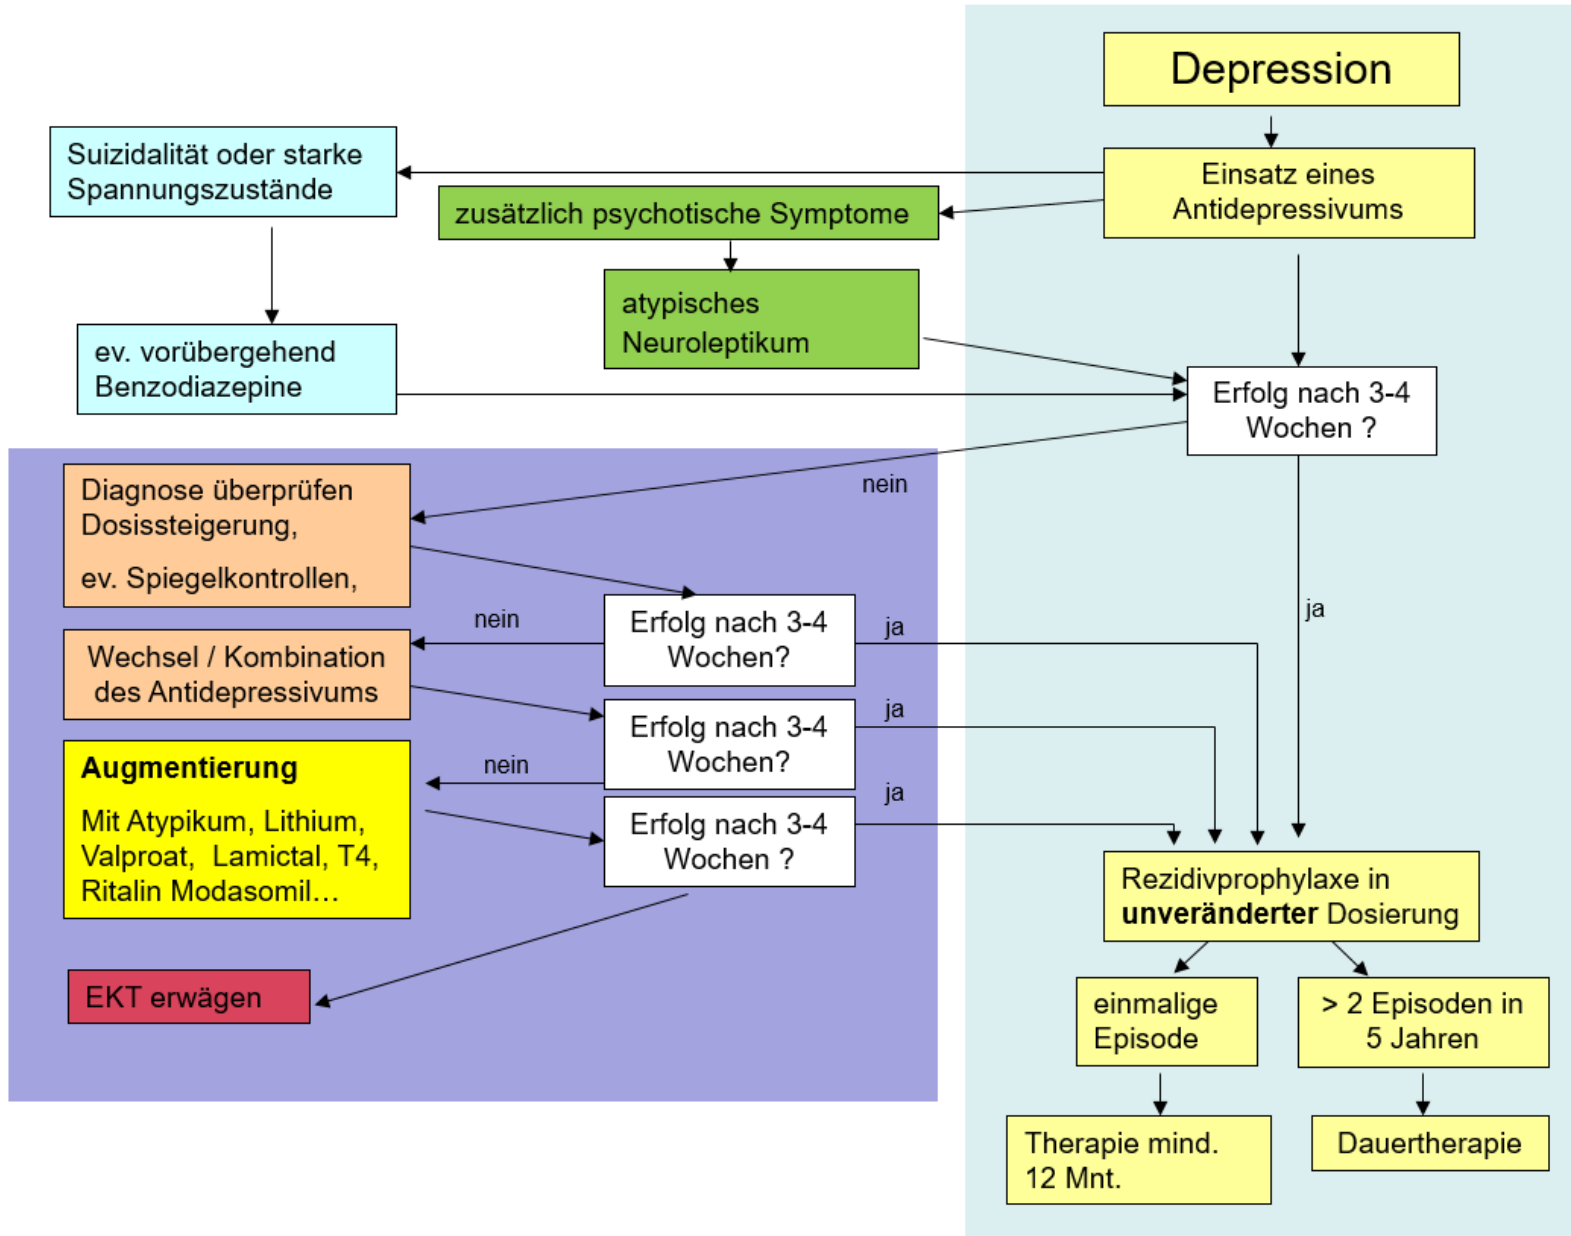 Depression
Suizidalität oder starke
Spannungszustände
Einsatz eines
Antidepressivums
zusätzlich psychotische Symptome
atypisches
Neuroleptikum
ev. vorübergehend
Benzodiazepine
Erfolg nach 3-4
Wochen ?
nein
Diagnose überprüfen
Dosissteigerung,
ev. Spiegelkontrollen,
ja
nein
Erfolg nach 3-4
Wochen?
ja
Wechsel / Kombination
des Antidepressivums
Erfolg nach 3-4
Wochen?
ja
nein
Augmentierung
Mit Atypikum, Lithium,
Valproat, Lamictal, T4,
Ritalin Modasomil...
Erfolg nach 3-4
Wochen ?
ja
EKT erwägen
Rezidivprophylaxe in
unveränderter Dosierung
einmalige
Episode
> 2 Episoden in
5 Jahren
Therapie mind.
12 Mnt.
Dauertherapie